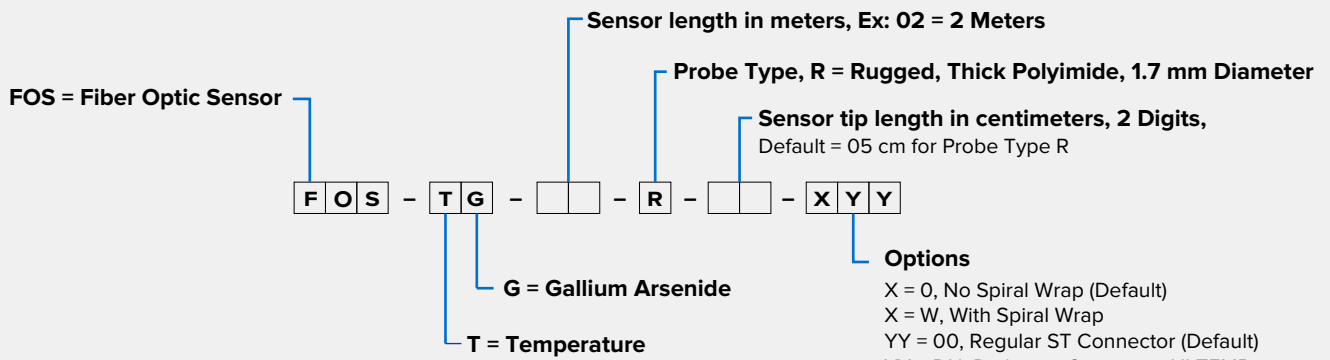 Sensor length in meters, Ex: 02 = 2 Meters
Probe Type, R = Rugged, Thick Polyimide, 1.7 mm Diameter
FOS = Fiber Optic Sensor
Sensor tip length in centimeters, 2 Digits,
Default = 05 cm for Probe Type R
F O S – T G – – R – – X Y Y
Options
G = Gallium Arsenide
X = 0, No Spiral Wrap (Default)
X = W, With Spiral Wrap
T = Temperature
YY = 00, Regular ST Connector (Default)